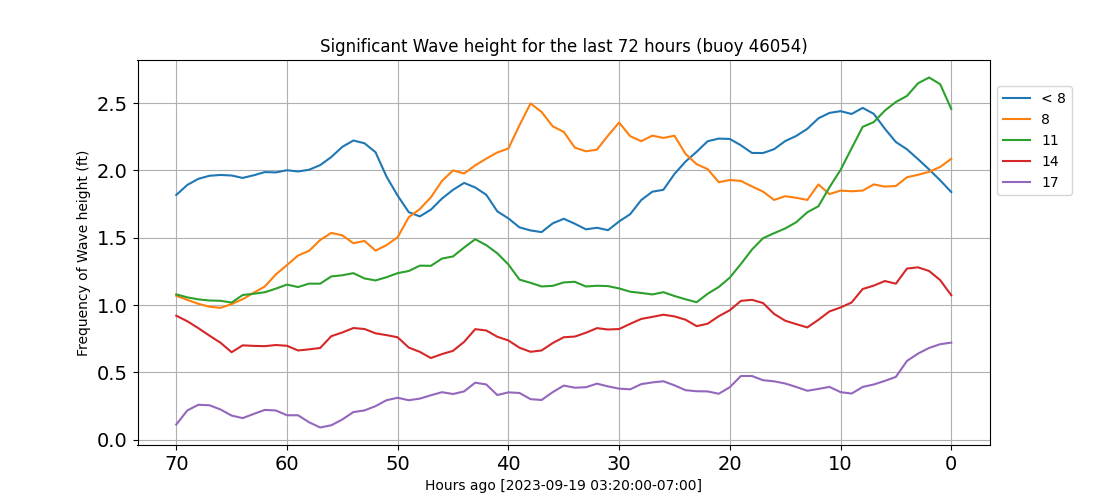 Significant Wave height for the last 72 hours (buoy 46054)
Frequency of Wave height (ft)
2.5
2.0
1.5
1.0
0.5
0.0
70 60 50 40 30 20 10 0
Hours ago [2023-09-19 03:20:00-07:00]
< 8
8
11
14
17